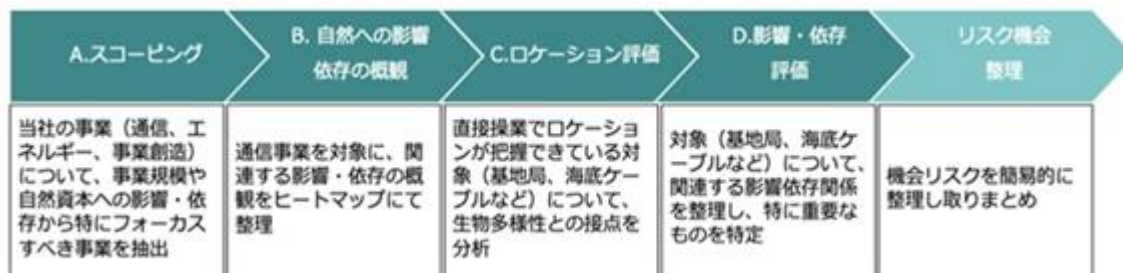 A.スコーピング
B. 自然への影響
依存の概観
C.ロケーション評価
D.影響・依存
評価
リスク機会
整理
当社の事業（通信、エ
ネルギー、事業創造）
について、事業規模や
自然資本への影響・依
存から特にフォーカス
すべき事業を抽出
通信事業を対象に、関
連する影響・依存の概
観をヒートマップにて
整理
直接操業でロケーショ
ンが把握できている対
象（基地局、海底ケー
ブルなど）について、
生物多様性との接点を
分析
対象（基地局、海底ケ
ーブルなど）について、
関連する影響依存関係
を整理し、特に重要な
ものを特定
機会リスクを簡易的に
整理し取りまとめ